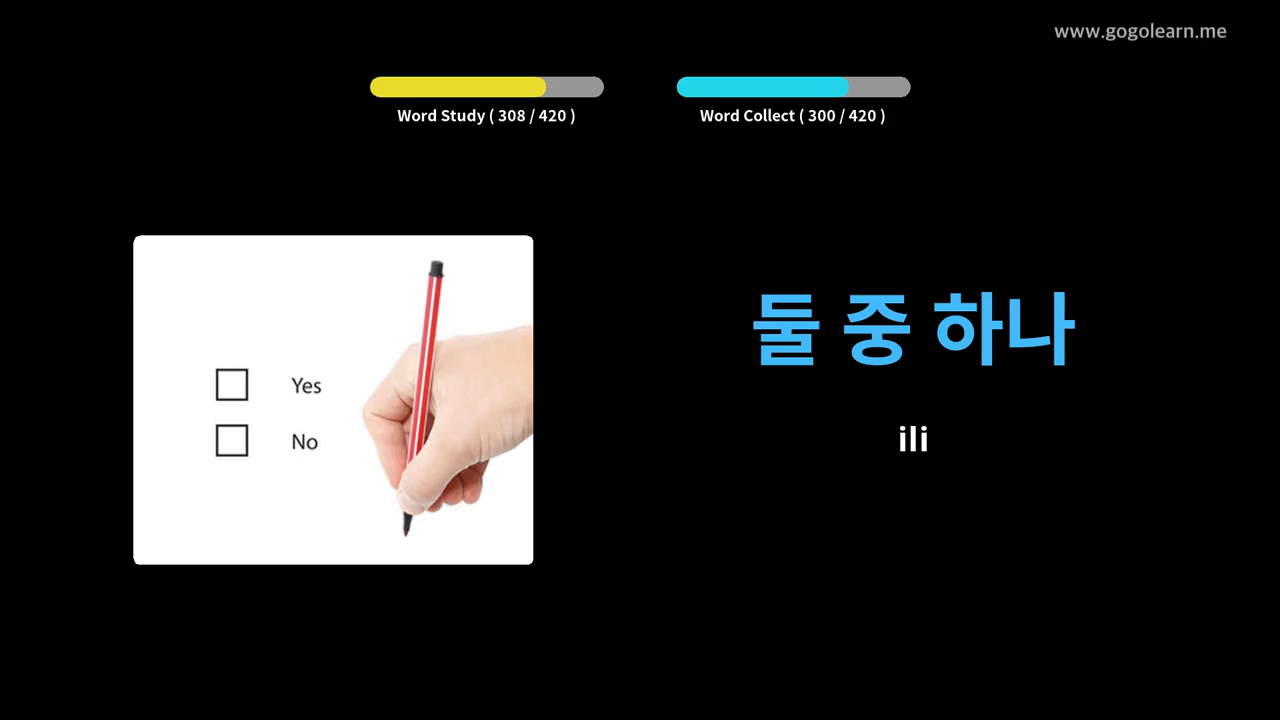 www.gogolearn.me
Word Study ( 308 / 420 )
Word Collect ( 300 / 420 )
Yes
No
둘 중 하나
ili